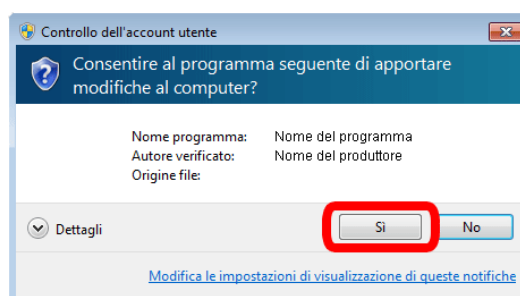 Controllo dell'account utente
Consentire al programma seguente di apportare
modifiche al computer?
Nome programma: Nome del programma
Autore verificato: Nome del produttore
Origine file:
Dettagli
Sì
No
Modifica le impostazioni di visualizzazione di queste notifiche